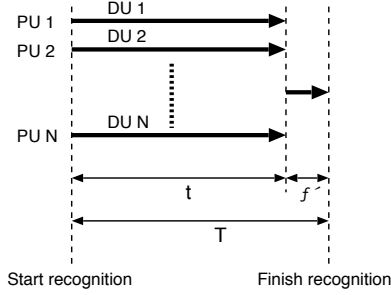 PU 1 DU 1
PU 2 DU 2
PU N DU N
t ƒ´
T
Start recognition Finish recognition